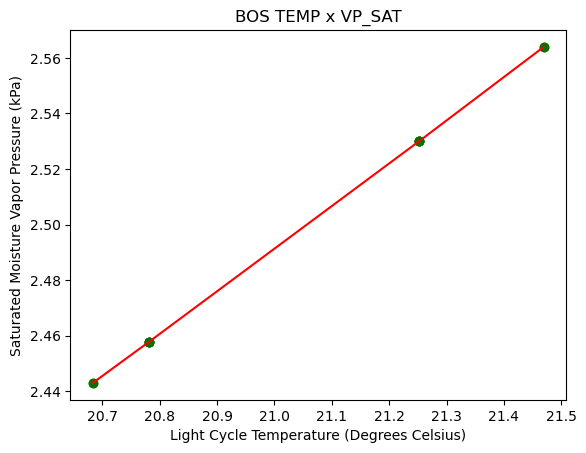 BOS TEMP x VP_SAT
Saturated Moisture Vapor Pressure (kPa)
2.56
2.54
2.52
2.50
2.48
2.46
2.44
20.7 20.8 20.9 21.0 21.1 21.2 21.3 21.4 21.5
Light Cycle Temperature (Degrees Celsius)